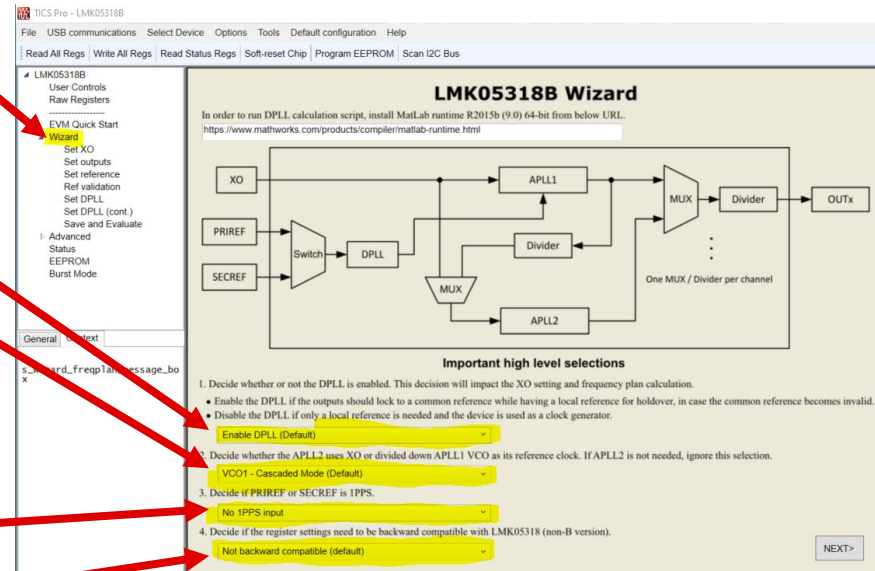 TICS Pro - LMK05318B
File USB communications Select Device Options Tools Default configuration Help
Read All Regs Write All Regs Read Status Regs Soft-reset Chip Program EEPROM Scan I2C Bus
LMK05318B
User Controls
Raw Registers
--------------------
EVM Quick Start
Wizard
Set XO
Set outputs
Set reference
Ref validation
Set DPLL
Set DPLL (cont.)
Save and Evaluate
Advanced
Status
EEPROM
Burst Mode
General Context
LMK05318B Wizard
In order to run DPLL calculation script, install MatLab runtime R2015b (9.0) 64-bit from below URL.
https://www.mathworks.com/products/compiler/matlab-runtime.html
XO
APLL1
MUX
Divider
OUTx
PRIREF
SECREF
Switch
DPLL
Divider
MUX
APLL2
One MUX / Divider per channel
Important high level selections
1. Decide whether or not the DPLL is enabled. This decision will impact the XO setting and frequency plan calculation.
• Enable the DPLL if the outputs should lock to a common reference while having a local reference for holdover, in case the common reference becomes invalid.
• Disable the DPLL if only a local reference is needed and the device is used as a clock generator.
Enable DPLL (Default)
2. Decide whether the APLL2 uses XO or divided down APLL1 VCO as its reference clock. If APLL2 is not needed, ignore this selection.
VCO1 - Cascaded Mode (Default)
3. Decide if PRIREF or SECREF is 1PPS.
No 1PPS input
4. Decide if the register settings need to be backward compatible with LMK05318 (non-B version).
Not backward compatible (default)
NEXT>